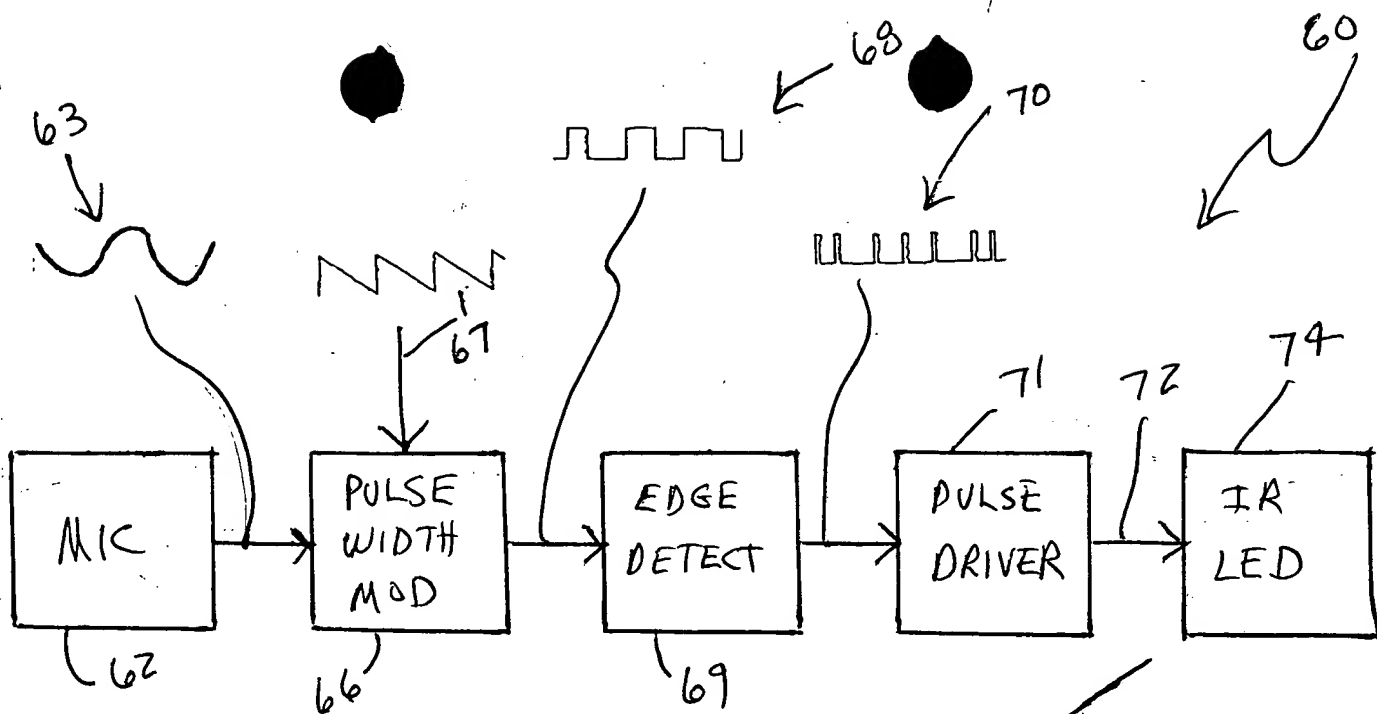 68
60
70
63
67
74
71
72
MIC
PULSE
WIDTH
MOD
EDGE
DETECT
PULSE
DRIVER
IR
LED
62
66
69